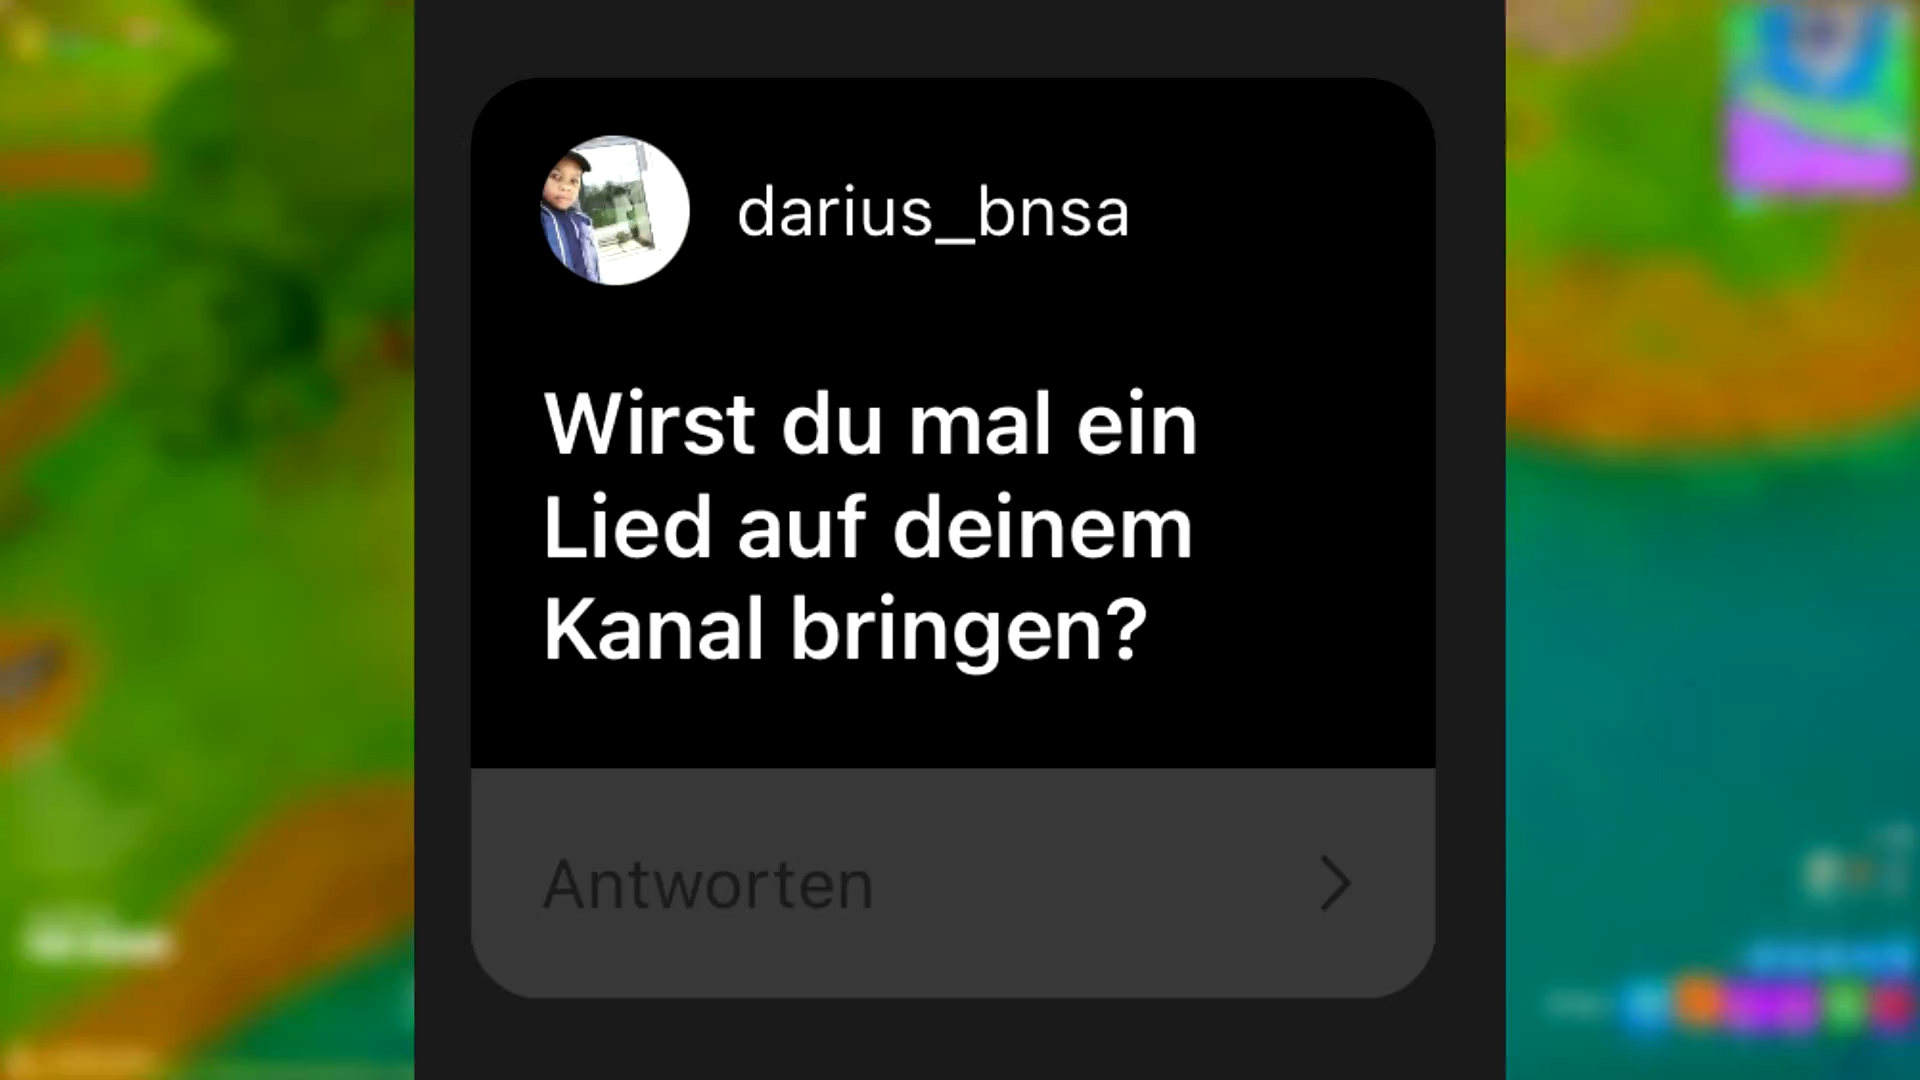 darius_bnsa
Wirst du mal ein
Lied auf deinem
Kanal bringen?
Antworten